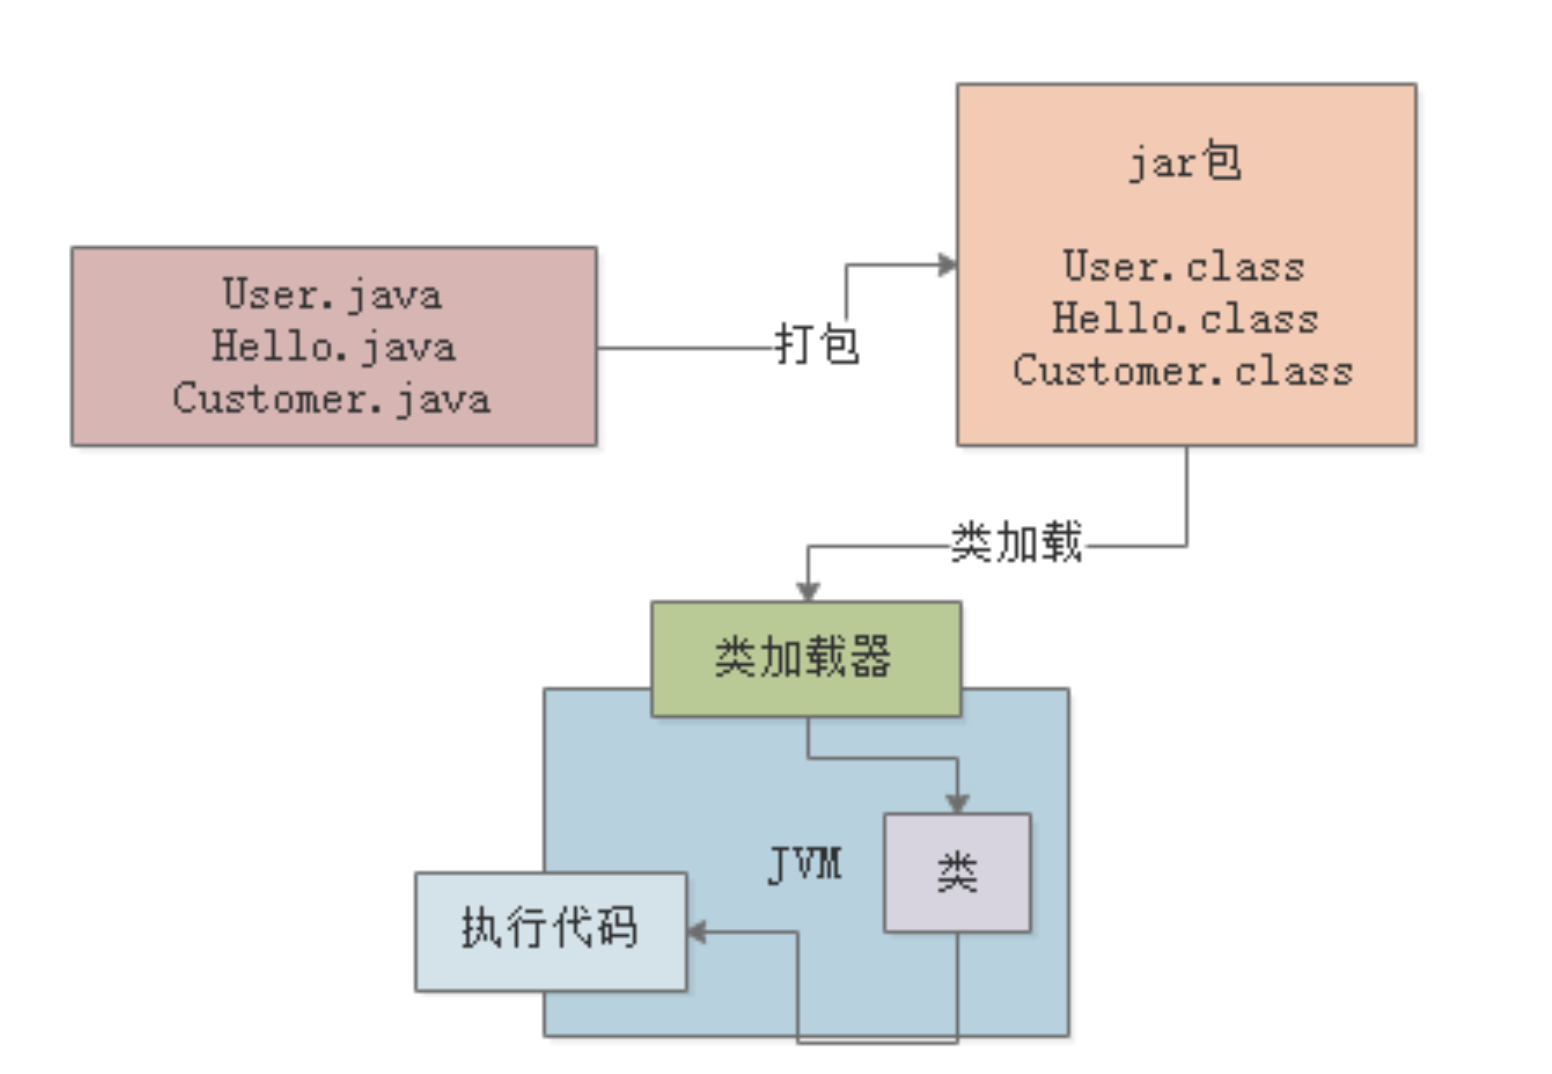 jar包
User.class
Hello.class
Customer.class
User.java
Hello.java
Customer.java
打包
类加载
类加载器
JVM
类
执行代码